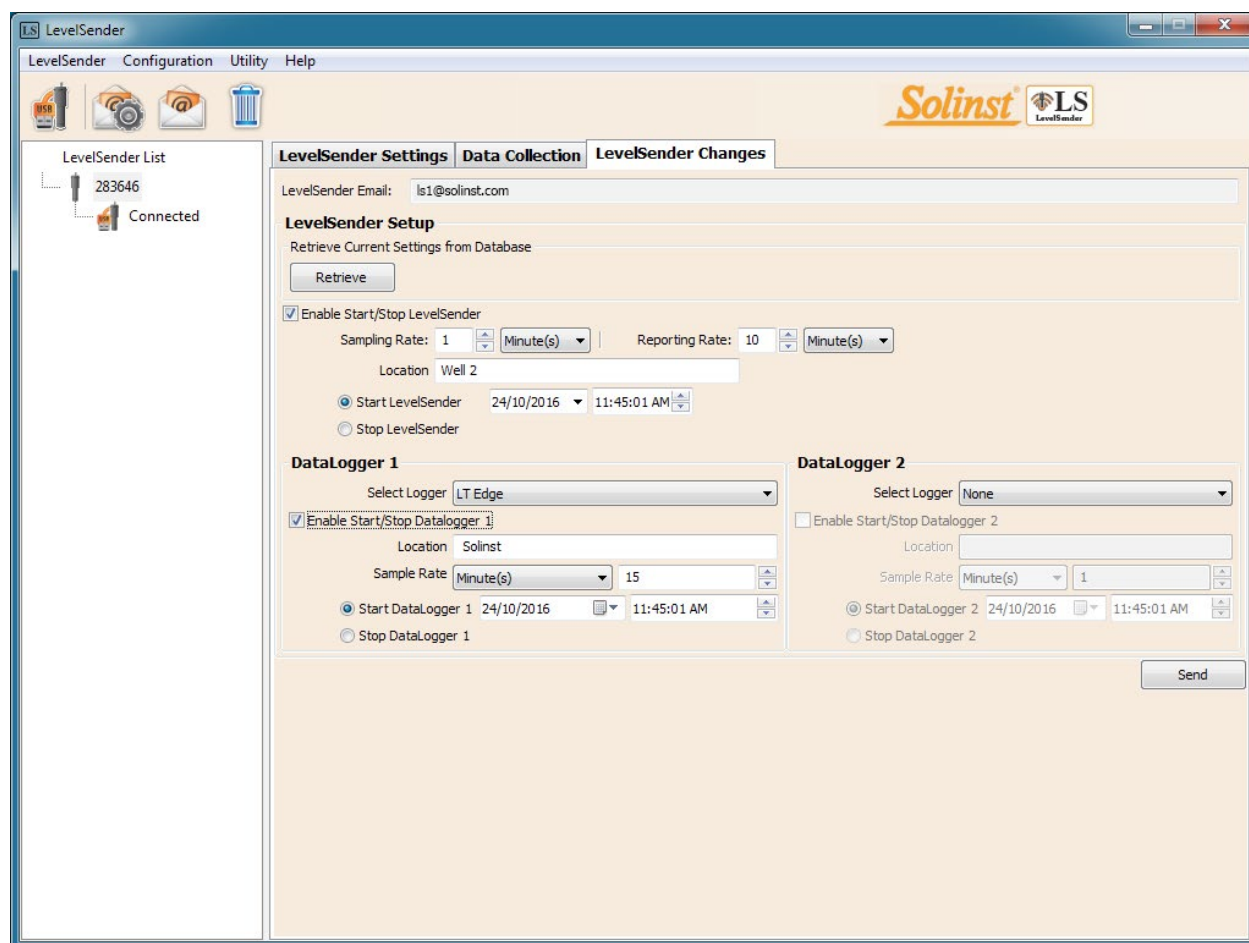 LS LevelSender
LevelSender Configuration Utility Help
USB
@
@
Solinst® LS
LevelSender
LevelSender List
283646
Connected
LevelSender Settings Data Collection LevelSender Changes
LevelSender Email: ls1@solinst.com
LevelSender Setup
Retrieve Current Settings from Database
Retrieve
Enable Start/Stop LevelSender
Sampling Rate: 1 Minute(s) Reporting Rate: 10 Minute(s)
Location Well 2
Start LevelSender 24/10/2016 11:45:01 AM
Stop LevelSender
DataLogger 1
Select Logger LT Edge
Enable Start/Stop Datalogger 1
Location Solinst
Sample Rate Minute(s) 15
Start DataLogger 1 24/10/2016 11:45:01 AM
Stop DataLogger 1
DataLogger 2
Select Logger None
Enable Start/Stop Datalogger 2
Location
Sample Rate Minute(s) 1
Start DataLogger 2 24/10/2016 11:45:01 AM
Stop DataLogger 2
Send